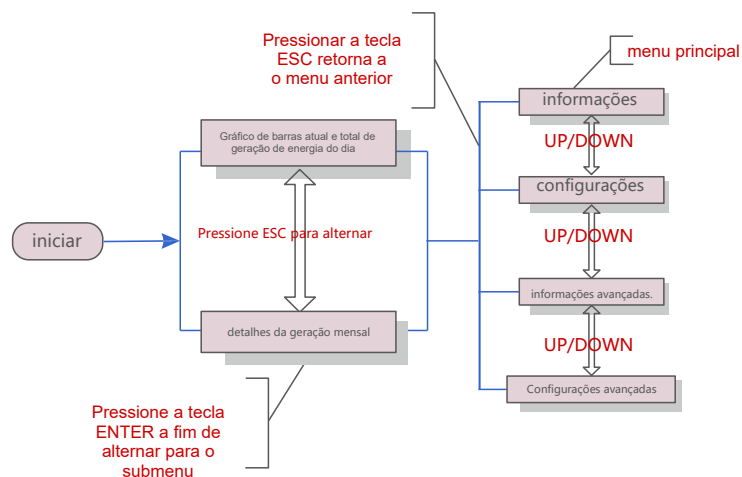 Pressionar a tecla
ESC retorna a
o menu anterior
menu principal
informações
UP/DOWN
configurações
UP/DOWN
informações avançadas.
UP/DOWN
Configurações avançadas
Gráfico de barras atual e total de
geração de energia do dia
Pressione ESC para alternar
iniciar
detalhes da geração mensal
Pressione a tecla
ENTER a fim de
alternar para o
submenu